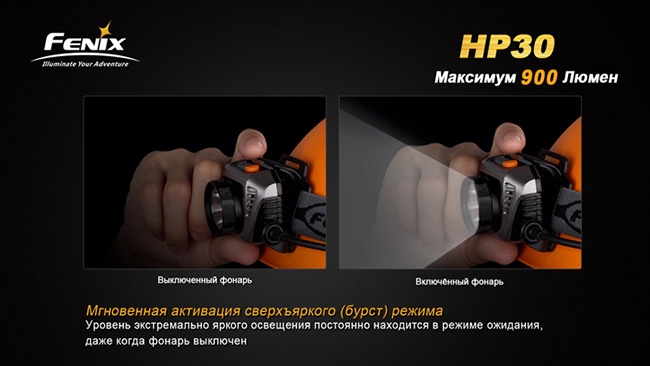 FENIX
Illuminate Your Adventure
HP30
Максимум 900 Люмен
Выключенный фонарь
Включённый фонарь
Мгновенная активация сверхъяркого (бурст) режима
Уровень экстремально яркого освещения постоянно находится в режиме ожидания,
даже когда фонарь выключен